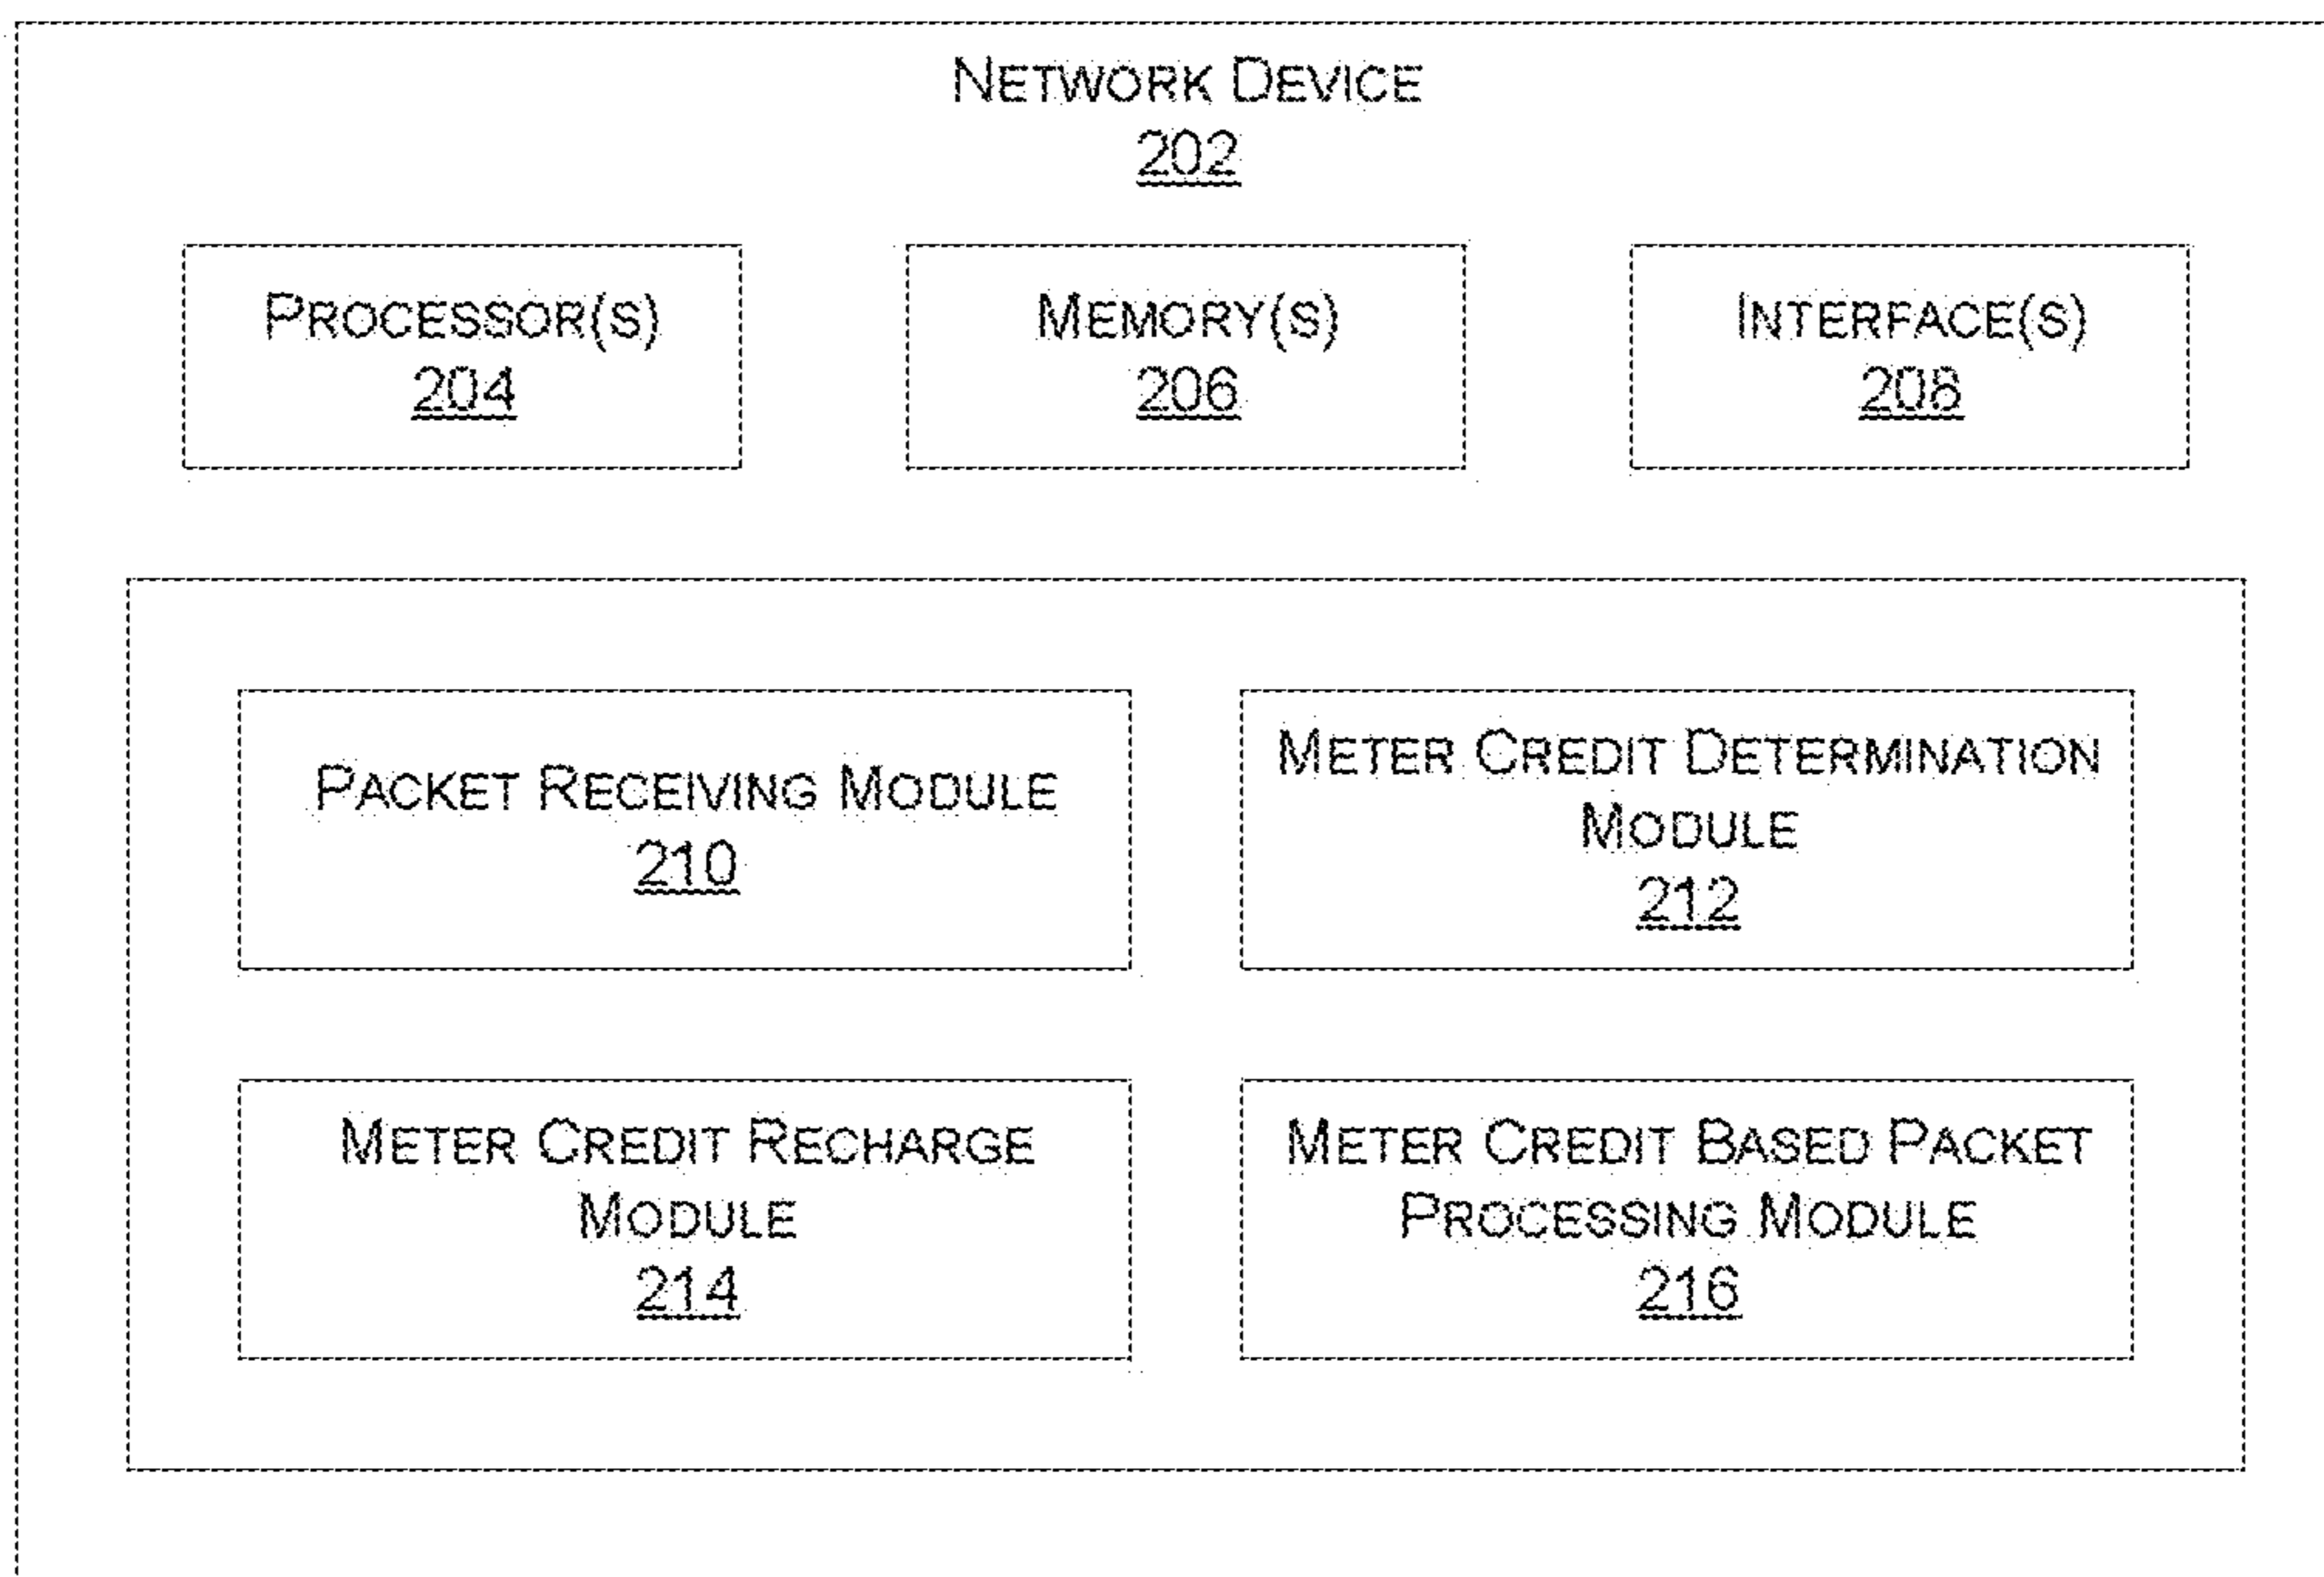 NETWORK DEVICE
202
PROCESSOR(S)
204
MEMORY(S)
206
INTERFACE(S)
208
PACKET RECEIVING MODULE
210
METER CREDIT DETERMINATION
MODULE
212
METER CREDIT RECHARGE
MODULE
214
METER CREDIT BASED PACKET
PROCESSING MODULE
216